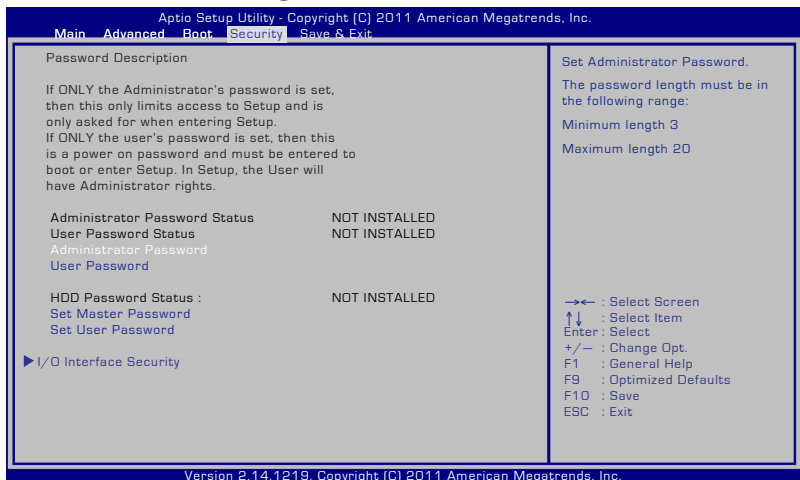 Aptio Setup Utility - Copyright (C) 2011 American Megatrends, Inc.
Main Advanced Boot Security Save & Exit
Password Description
If ONLY the Administrator's password is set,
then this only limits access to Setup and is
only asked for when entering Setup.
If ONLY the user's password is set, then this
is a power on password and must be entered to
boot or enter Setup. In Setup, the User will
have Administrator rights.
Administrator Password Status NOT INSTALLED
User Password Status NOT INSTALLED
Administrator Password
User Password
HDD Password Status : NOT INSTALLED
Set Master Password
Set User Password
I/O Interface Security
Set Administrator Password.
The password length must be in
the following range:
Minimum length 3
Maximum length 20
→← : Select Screen
↑↓ : Select Item
Enter : Select
+/— : Change Opt.
F1 : General Help
F9 : Optimized Defaults
F10 : Save
ESC : Exit
Version 2.14.1219. Copyright (C) 2011 American Megatrends, Inc.